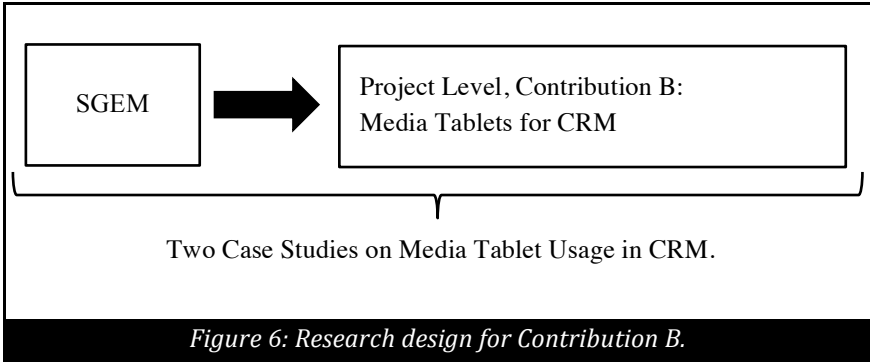 SGEM
Project Level, Contribution B:
Media Tablets for CRM
Two Case Studies on Media Tablet Usage in CRM.
Figure 6: Research design for Contribution B.